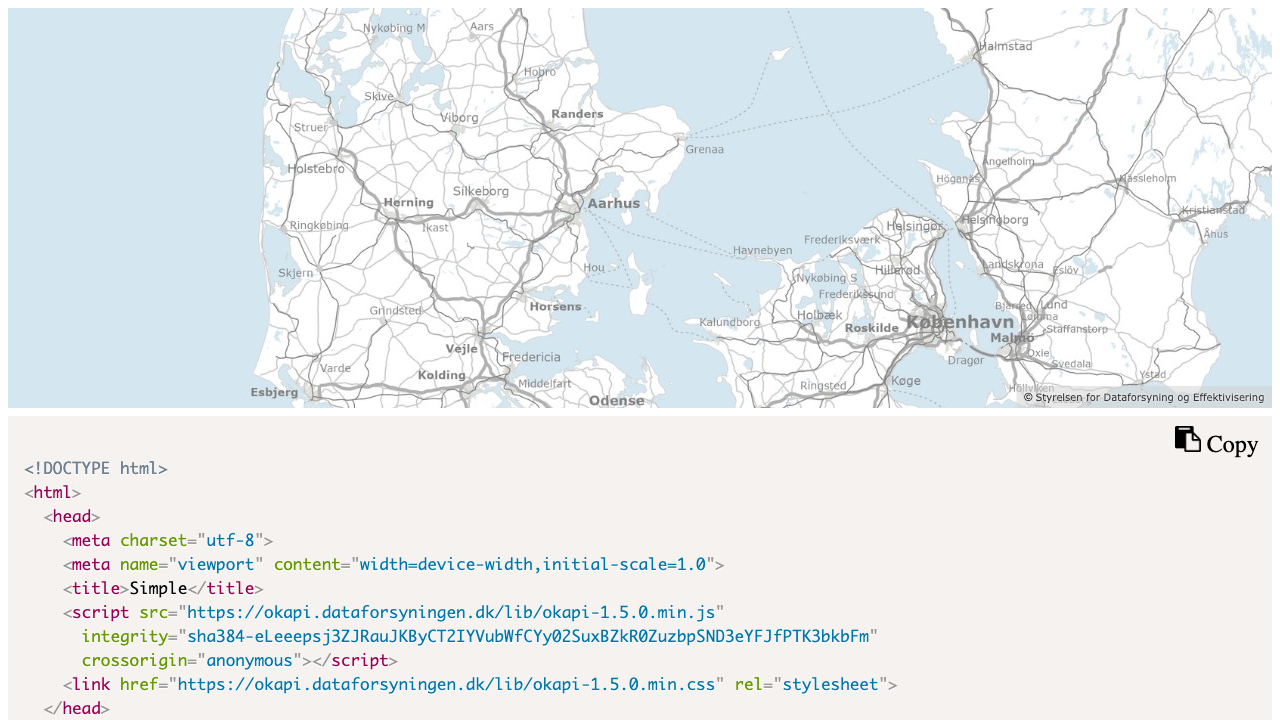 Nykøbing M
Aars
Halmstad
Hobro
Skive
Viborg
Randers
Struer
Grenaa
Holstebro
Ängelholm
Höganäs
Hässleholm
Silkeborg
Herning
Aarhus
Kristianstad
Ikast
Ringkøbing
Helsingør
Helsingborg
Frederiksværk
Åhus
Havnebyen
Hou
Skjern
Hillerød
Landskrona
Eslöv
Nykøbing S
Frederikssund
Horsens
Grindsted
Bjärred
Lund
Lomma
Holbæk
Kalundborg
Roskilde
København
Staffanstorp
Malmö
Vejle
Fredericia
Dragør
Oxie
Svedala
Varde
Kolding
Middelfart
Ystad
Esbjerg
Odense
Ringsted
Køge
Höllviken
© Styrelsen for Dataforsyning og Effektivisering
Copy
<!DOCTYPE html>
<html>
<head>
<meta charset="utf-8">
<meta name="viewport" content="width=device-width,initial-scale=1.0">
<title>Simple</title>
<script src="https://okapi.dataforsyningen.dk/lib/okapi-1.5.0.min.js"
integrity="sha384-eLeeepsj3ZJRauJKByCT2IYVubWfCYy02SuxBZkR0ZuzbpSND3eYFJfPTK3bkbFm"
crossorigin="anonymous"></script>
<link href="https://okapi.dataforsyningen.dk/lib/okapi-1.5.0.min.css" rel="stylesheet">
</head>